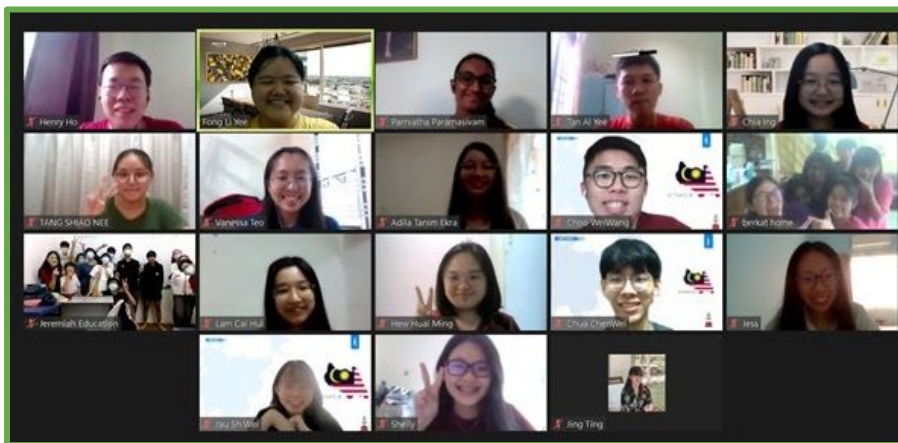 Henry Ho
Fong Li Yee
Parrvatha Paramasivam
Tan Al Yee
Chia Ing
TANG SHIAO NEE
Vanessa Teo
Adila Tanim Ekra
Choo WeiWang
berkat home
Jeremiah Education
Lam Cai Hui
Hew Huai Ming
Chua ChenWei
Jess
Jau Sh Wei
Shelly
Jing Ting